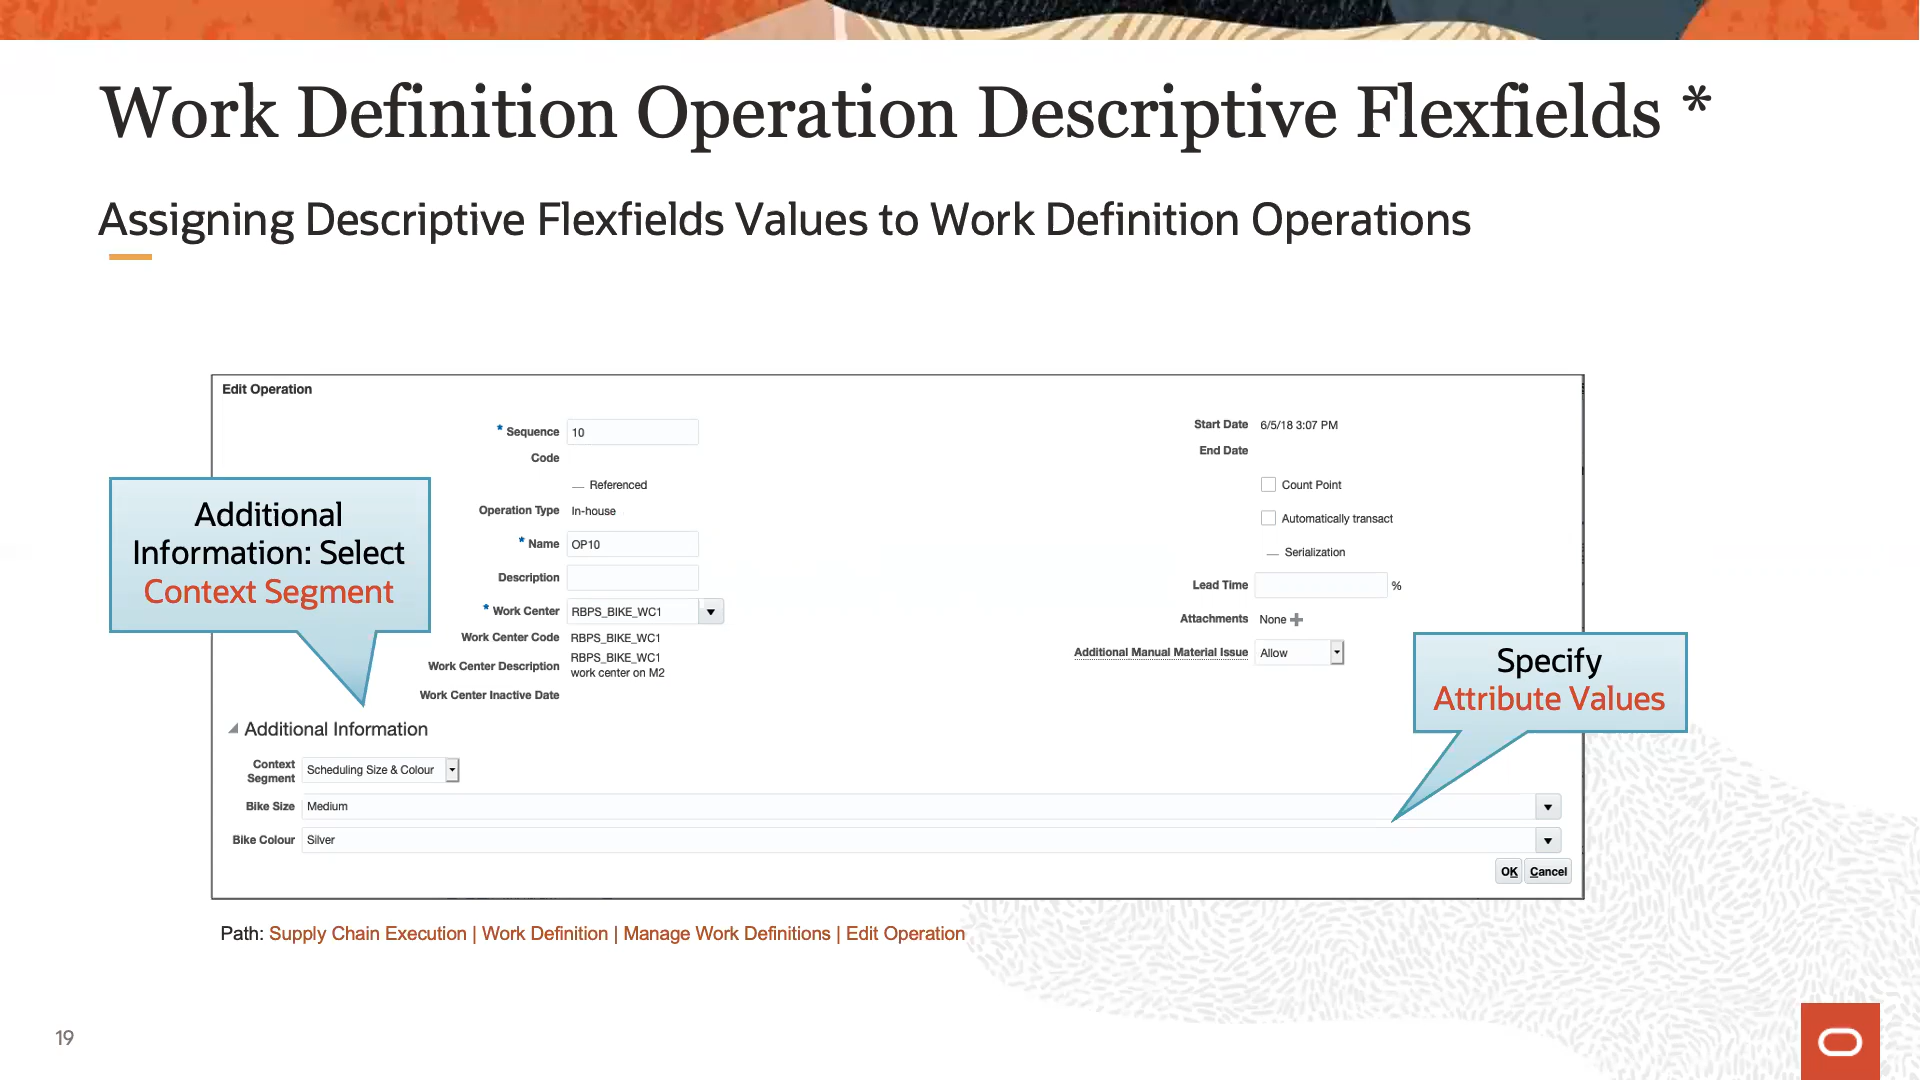 Work Definition Operation Descriptive Flexfields *
Assigning Descriptive Flexfields Values to Work Definition Operations
Edit Operation
* Sequence 10
Code
Referenced
Operation Type In-house
* Name OP10
Description
* Work Center RBPS_BIKE_WC1
Work Center Code RBPS_BIKE_WC1
Work Center Description RBPS_BIKE_WC1
work center on M2
Work Center Inactive Date
Start Date 6/5/18 3:07 PM
End Date
Count Point
Automatically transact
Serialization
Lead Time %
Attachments None
Additional Manual Material Issue Allow
Additional
Information: Select
Context Segment
Specify
Attribute Values
Additional Information
Context
Segment Scheduling Size & Colour
Bike Size Medium
Bike Colour Silver
OK Cancel
Path: Supply Chain Execution | Work Definition | Manage Work Definitions | Edit Operation
19